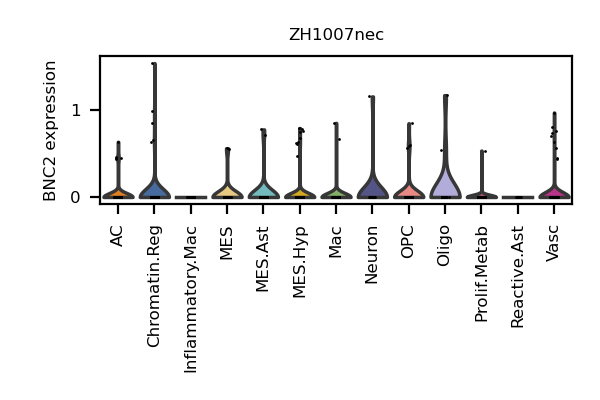 ZH1007nec
BNC2 expression
1
0
AC
Chromatin.Reg
Inflammatory.Mac
MES
MES.Ast
MES.Hyp
Mac
Neuron
OPC
Oligo
Prolif.Metab
Reactive.Ast
Vasc